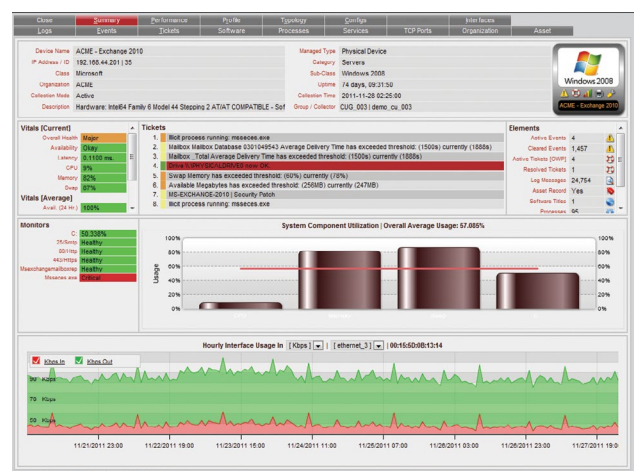 Close Summary Performance Profile Topology Configs Interfaces
Logs Events Tickets Software Processes Services TCP Ports Organization Asset
Device Name ACME - Exchange 2010 Managed Type Physical Device
IP Address / ID 192.168.44.201 | 35 Category Servers
Class Microsoft Sub-Class Windows 2008
Organization ACME Uptime 74 days, 09:31:50
Collection Mode Active Collection Time 2011-11-28 02:25:00
Description Hardware: Intel64 Family 6 Model 44 Stepping 2 AT/AT COMPATIBLE - Sof Group / Collector CUG_003 | demo_cu_003
Windows 2008
ACME - Exchange 2010
Vitals [Current]
Overall Health Major
Availability Okay
Latency 0.1100 ms.
CPU 9%
Memory 82%
Swap 87%
Vitals [Average]
Avail. (24 Hr.) 100%
Tickets
1. Illicit process running: msseces.exe
2. Mailbox Mailbox Database 0301049543 Average Delivery Time has exceeded threshold: (1500s) currently (1888s)
3. Mailbox _Total Average Delivery Time has exceeded threshold: (1500s) currently (1888s)
4. Drive \\.\PHYSICALDRIVE0 now OK.
5. Swap Memory has exceeded threshold: (60%) currently (78%)
6. Available Megabytes has exceeded threshold: (256MB) currently (247MB)
7. MS-EXCHANGE-2010 | Security Patch
8. Illicit process running: msseces.exe
Elements
Active Events 4
Cleared Events 1,457
Active Tickets [OWP] 4
Resolved Tickets 1
Log Messages 24,754
Asset Record Yes
Software Titles 1
Processes 95
Monitors
C: 50.338%
25/Smtp Healthy
80/Http Healthy
443/Https Healthy
Msexchangemailboxrep Healthy
Msseces.exe Critical
System Component Utilization | Overall Average Usage: 57.085%
Usage
100% 100%
80% 80%
60% 60%
40% 40%
20% 20%
Hourly Interface Usage In [Kbps] | [ethernet_3] | 00:15:5D:0B:13:14
Kbps In Kbps Out
90 Kbps
70 Kbps
50 Kbps
11/21/2011 23:00 11/22/2011 19:00 11/23/2011 15:00 11/24/2011 11:00 11/25/2011 07:00 11/26/2011 03:00 11/26/2011 23:00 11/27/2011 19:0